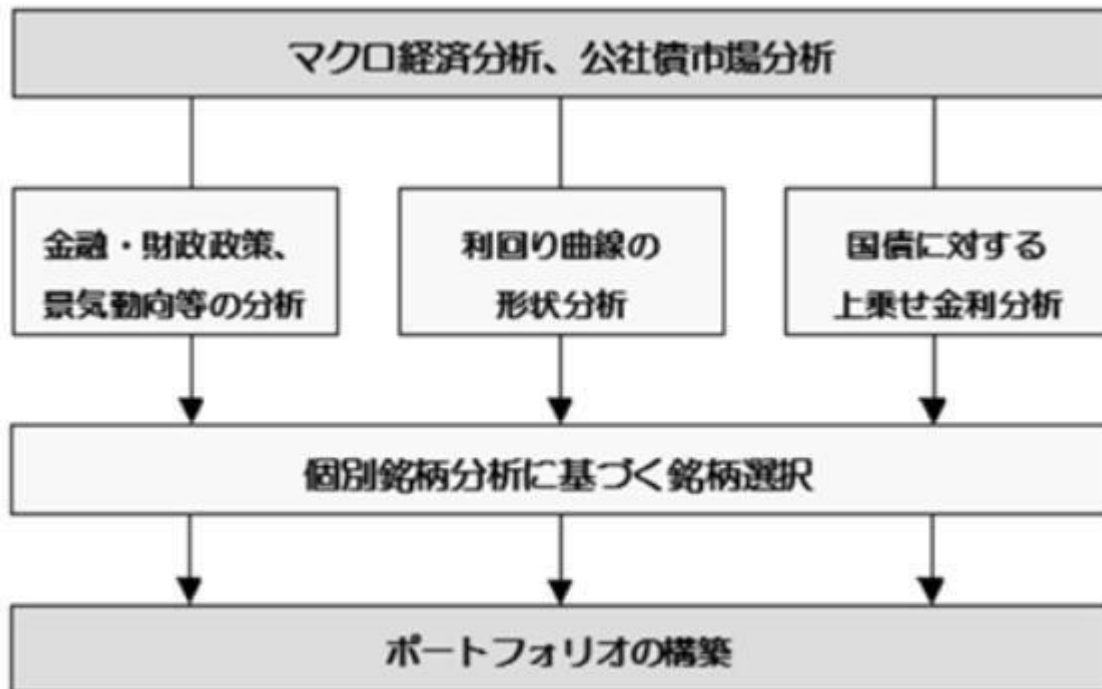 マクロ経済分析、公社債市場分析
金融・財政政策、
景気動向等の分析
利回り曲線の
形状分析
国債に対する
上乗せ金利分析
個別銘柄分析に基づく銘柄選択
ポートフォリオの構築